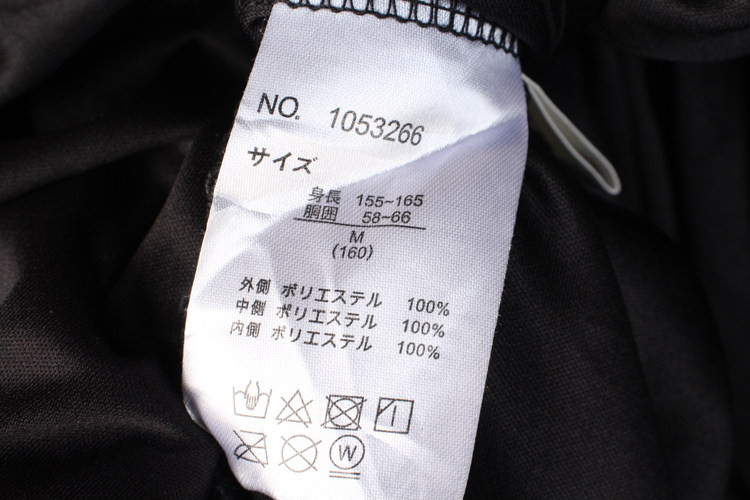 NO. 1053266
サイズ
身長 155~165
胴囲 58~66
M
(160)
外側 ポリエステル 100%
中側 ポリエステル 100%
内側 ポリエステル 100%
W